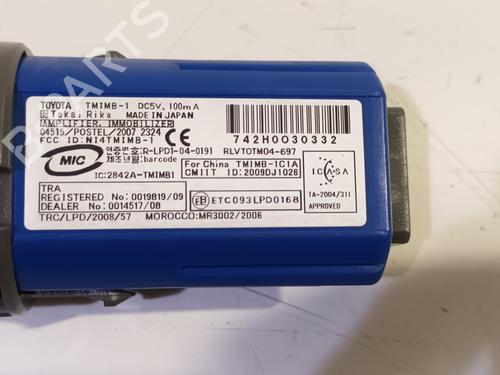 B PARTS
TOYOTA TMIMB-1 DC5V, 100mA
Tokai Rika MADE IN JAPAN
AMPLIFIER, IMMOBILIZER
04515/POSTEL/2007 2324 CE
FCC ID:NI4TMIMB-1
742H0030332
MIC
인증번호:R-LPD1-04-0191 RLVTOTM04-697
제조년월:barcode
IC:2842A-TMIMB1
For China TMIMB-1C1A
CMIIT ID:2009DJ1026
ICASA
TA-2004/311
APPROVED
TRA
REGISTERED No:0019819/09
DEALER No:0014517/08
ETC093LPD0168
TRC/LPD/2008/57 MOROCCO:MR3002/2006